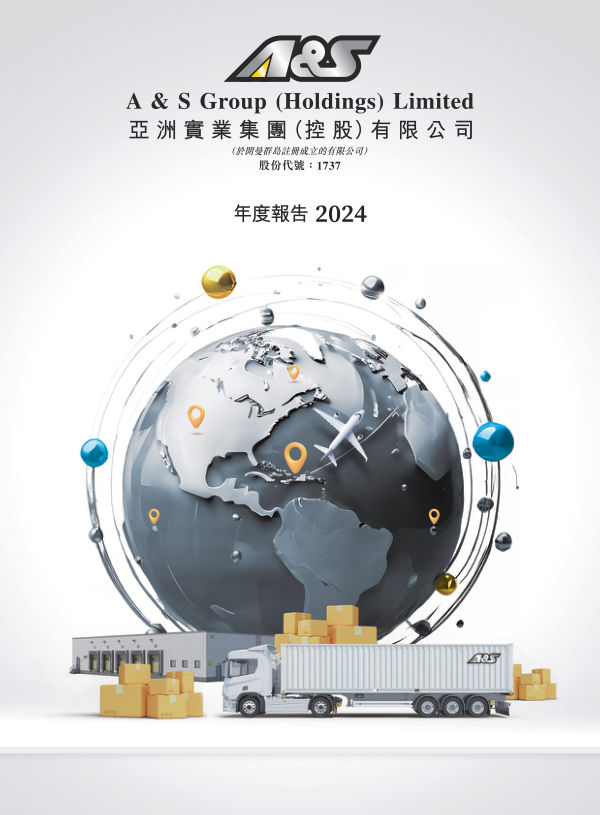 A&S
A & S Group (Holdings) Limited
亞洲實業集團(控股)有限公司
(於開曼群島註冊成立的有限公司)
股份代號：1737
年度報告 2024
A&S